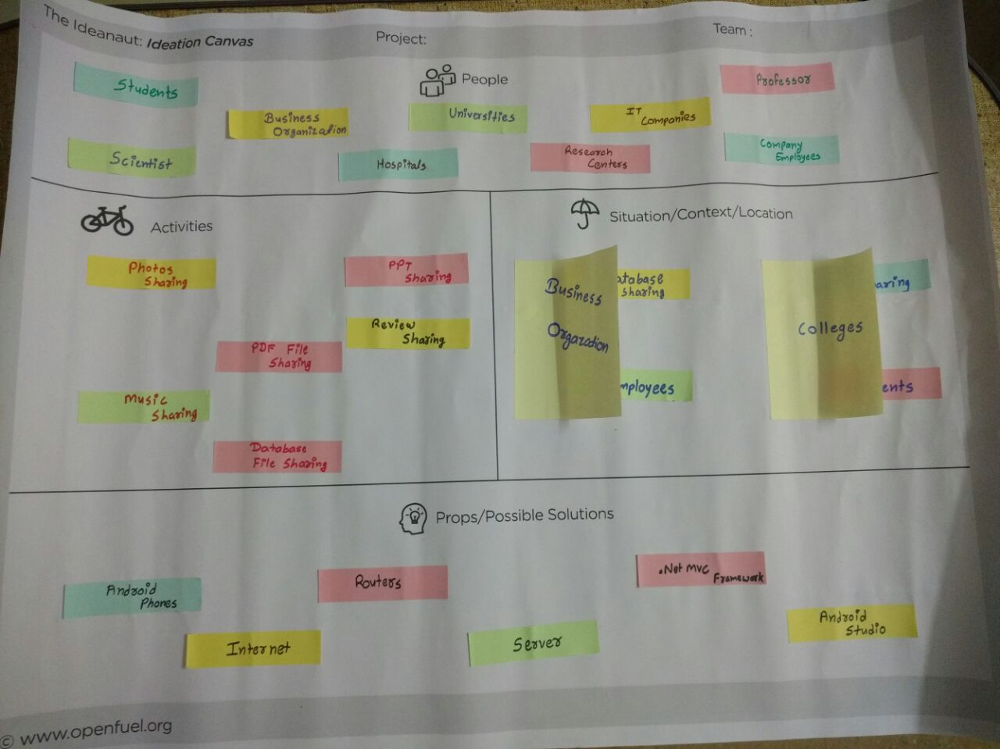 The Ideanaut: Ideation Canvas
Project:
Team :
People
Students
Business
Organization
Universities
IT
Companies
Professor
Scientist
Hospitals
Research
Centers
Company
Employees
Activities
Photos
Sharing
PPT
Sharing
Review
Sharing
PDF File
Sharing
Music
Sharing
Database
File Sharing
Situation/Context/Location
Business
Orgazation
atabase
sharing
mployees
Colleges
aring
ents
Props/Possible Solutions
Android
Phones
Routers
.Net MVC
Framework
Internet
Server
Android
Studio
© www.openfuel.org